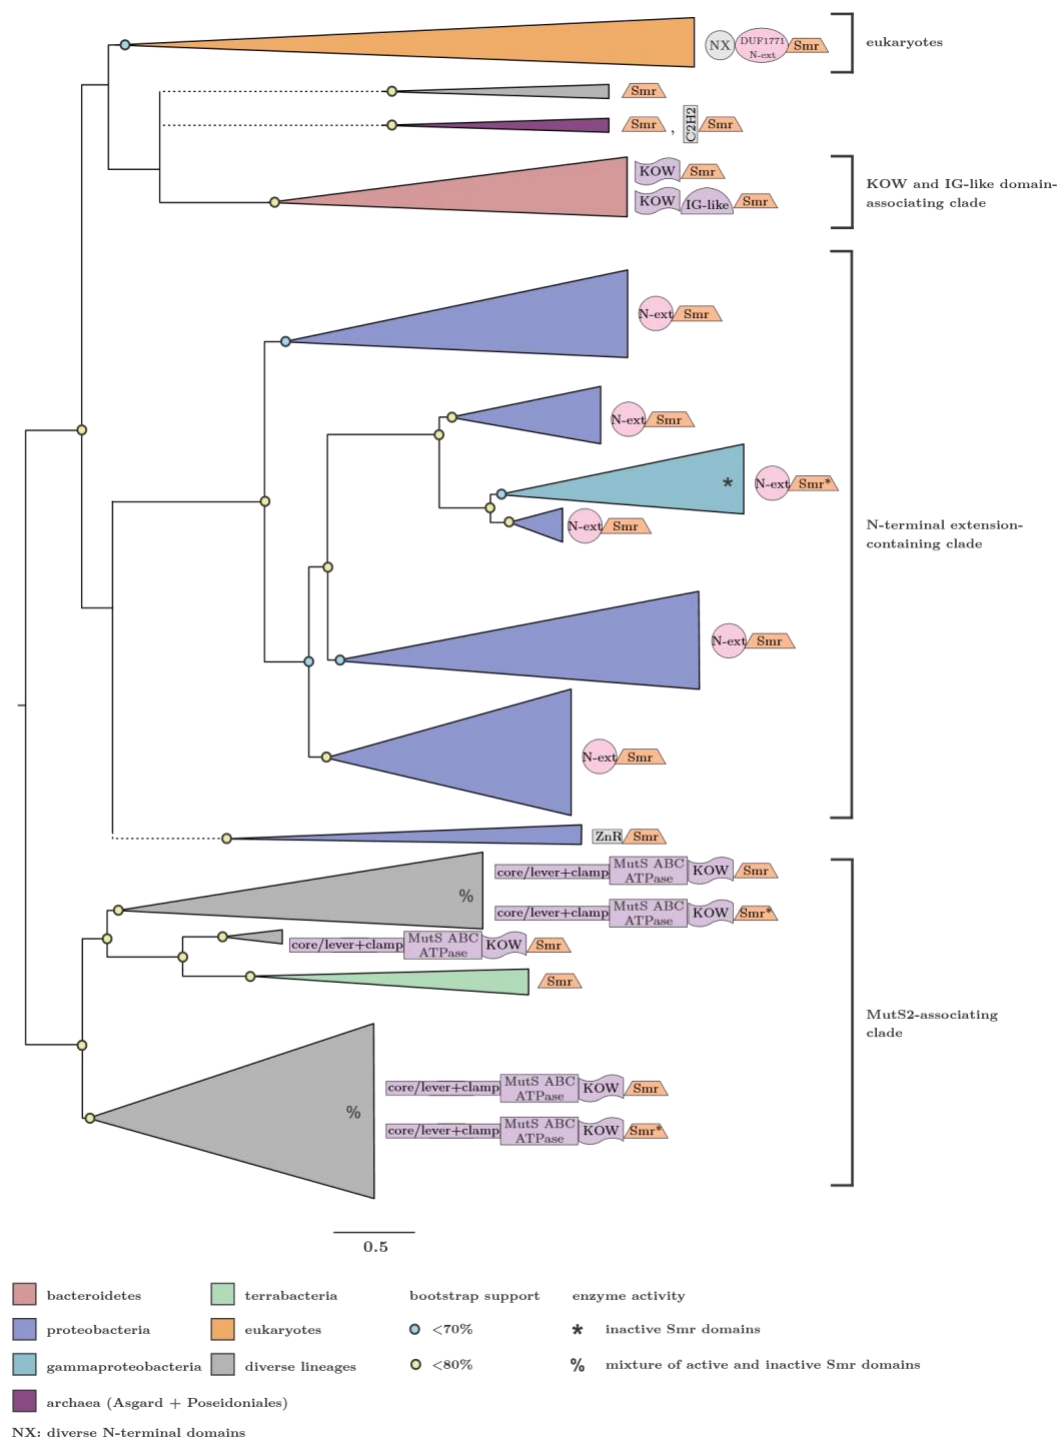 NX DUF1771 Smr
N-ext
eukaryotes
Smr
Smr , C2H2 Smr
KOW Smr
KOW IG-like Smr
KOW and IG-like domain-
associating clade
N-ext Smr
N-ext Smr
* N-ext Smr*
N-ext Smr
N-terminal extension-
containing clade
N-ext Smr
N-ext Smr
ZnR Smr
% core/lever+clamp MutS ABC ATPase KOW Smr
core/lever+clamp MutS ABC ATPase KOW Smr*
core/lever+clamp MutS ABC ATPase KOW Smr
Smr
MutS2-associating
clade
% core/lever+clamp MutS ABC ATPase KOW Smr
core/lever+clamp MutS ABC ATPase KOW Smr*
0.5
bacteroidetes terrabacteria bootstrap support enzyme activity
proteobacteria eukaryotes <70% * inactive Smr domains
gammaproteobacteria diverse lineages <80% % mixture of active and inactive Smr domains
archaea (Asgard + Poseidoniales)
NX: diverse N-terminal domains